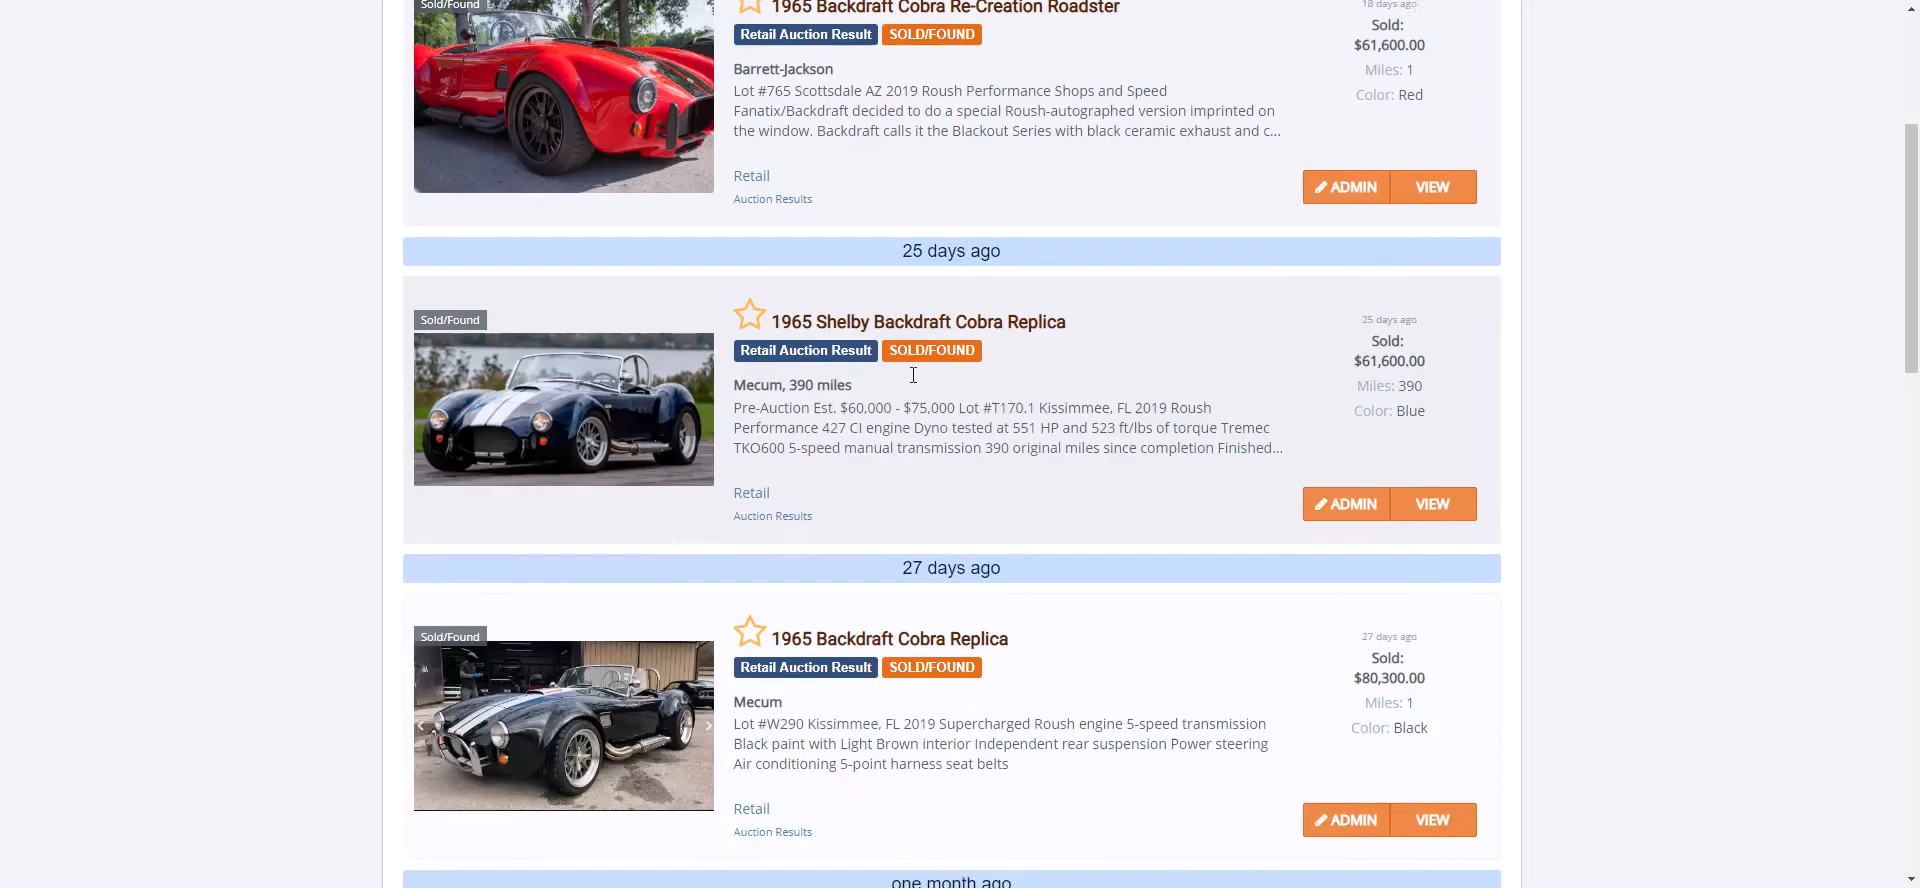 Sold/Found
1965 Backdraft Cobra Re-Creation Roadster
Retail Auction Result SOLD/FOUND
Barrett-Jackson
Lot #765 Scottsdale AZ 2019 Roush Performance Shops and Speed
Fanatix/Backdraft decided to do a special Roush-autographed version imprinted on
the window. Backdraft calls it the Blackout Series with black ceramic exhaust and c...
Retail
Auction Results
18 days ago
Sold:
$61,600.00
Miles: 1
Color: Red
ADMIN VIEW
25 days ago
Sold/Found
1965 Shelby Backdraft Cobra Replica
Retail Auction Result SOLD/FOUND
Mecum, 390 miles
Pre-Auction Est. $60,000 - $75,000 Lot #T170.1 Kissimmee, FL 2019 Roush
Performance 427 CI engine Dyno tested at 551 HP and 523 ft/lbs of torque Tremec
TKO600 5-speed manual transmission 390 original miles since completion Finished...
Retail
Auction Results
25 days ago
Sold:
$61,600.00
Miles: 390
Color: Blue
ADMIN VIEW
27 days ago
Sold/Found
1965 Backdraft Cobra Replica
Retail Auction Result SOLD/FOUND
Mecum
Lot #W290 Kissimmee, FL 2019 Supercharged Roush engine 5-speed transmission
Black paint with Light Brown interior Independent rear suspension Power steering
Air conditioning 5-point harness seat belts
Retail
Auction Results
27 days ago
Sold:
$80,300.00
Miles: 1
Color: Black
ADMIN VIEW
one month ago